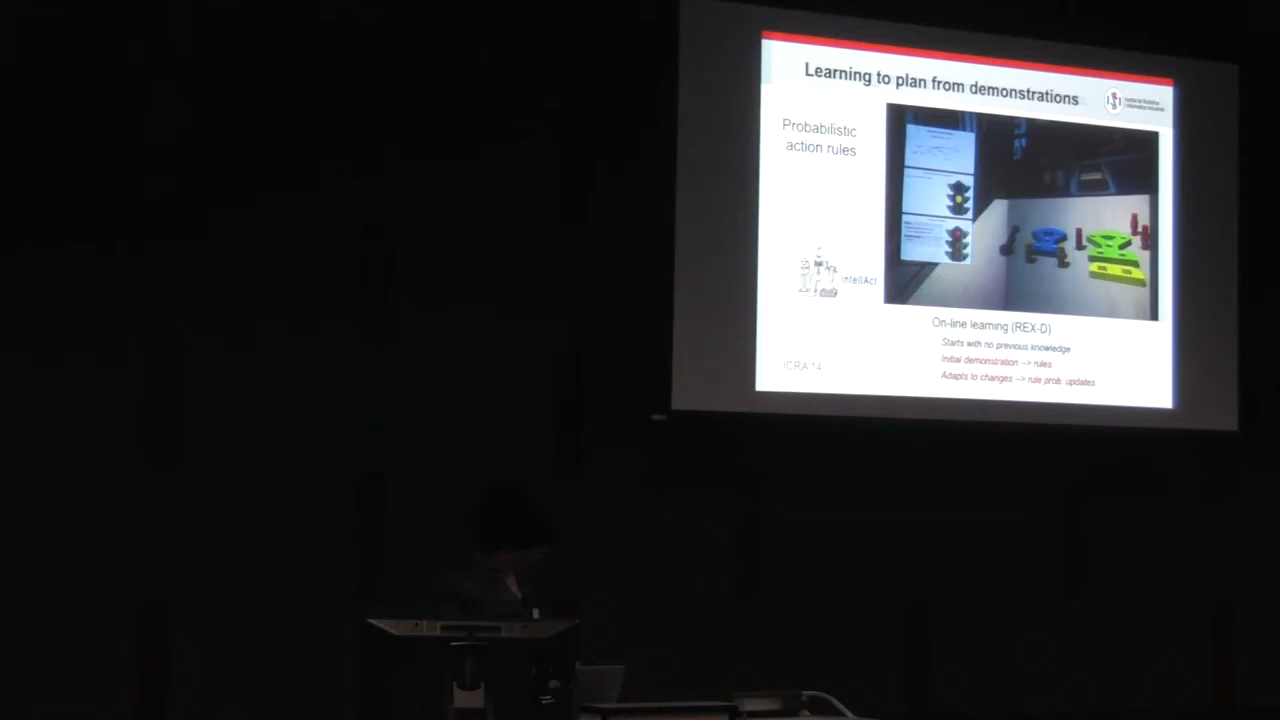 Learning to plan from demonstrations
Probabilistic
action rules
IntellAct
On-line learning (REX-D)
Starts with no previous knowledge
Initial demonstration --> rules
Adapts to changes --> rule prob. updates
ICRA'14